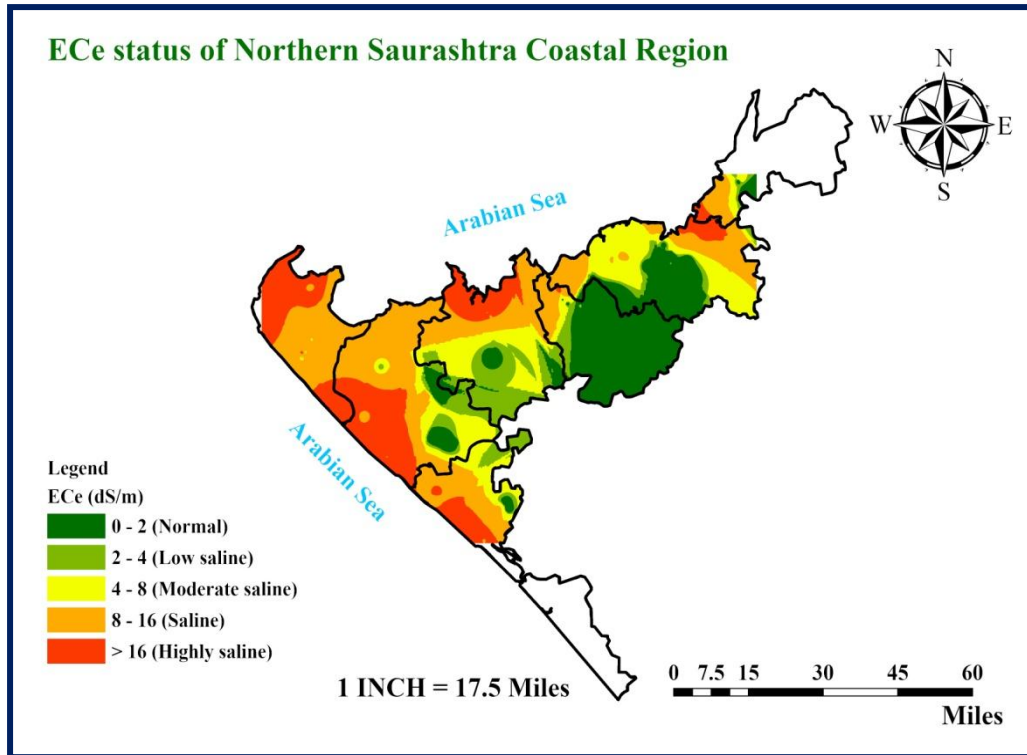 ECe status of Northern Saurashtra Coastal Region
N
W
E
S
Arabian Sea
Arabian Sea
Legend
ECe (dS/m)
0 - 2 (Normal)
2 - 4 (Low saline)
4 - 8 (Moderate saline)
8 - 16 (Saline)
> 16 (Highly saline)
1 INCH = 17.5 Miles
0 7.5 15 30 45 60
Miles